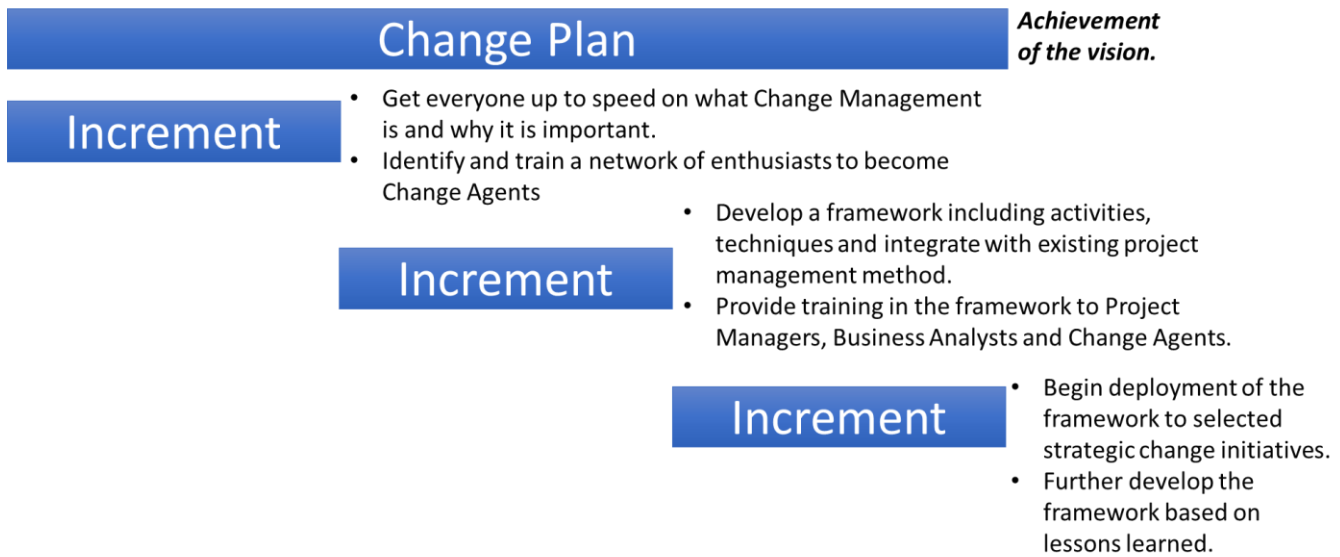 Change Plan
Achievement
of the vision.
Increment
• Get everyone up to speed on what Change Management
is and why it is important.
• Identify and train a network of enthusiasts to become
Change Agents
Increment
• Develop a framework including activities,
techniques and integrate with existing project
management method.
• Provide training in the framework to Project
Managers, Business Analysts and Change Agents.
Increment
• Begin deployment of the
framework to selected
strategic change initiatives.
• Further develop the
framework based on
lessons learned.